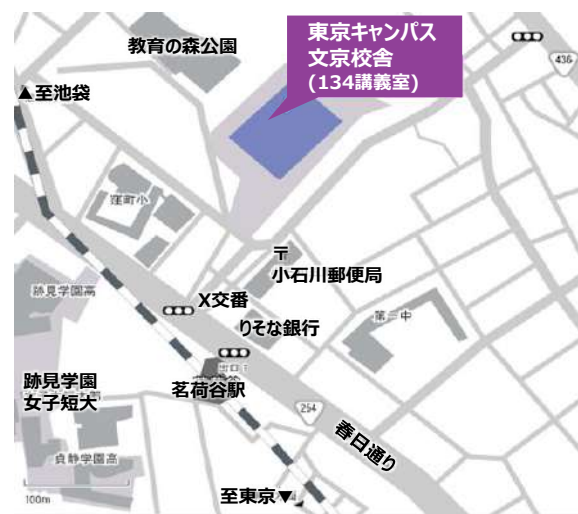 東京キャンパス
文京校舎
(134講義室)
教育の森公園
436
▲至池袋
窪町小
〒
小石川郵便局
跡見学園高
X交番
りそな銀行
第一中
出口1
跡見学園
女子短大
茗荷谷駅
254
春日通り
貞静学園高
100m
至東京▼